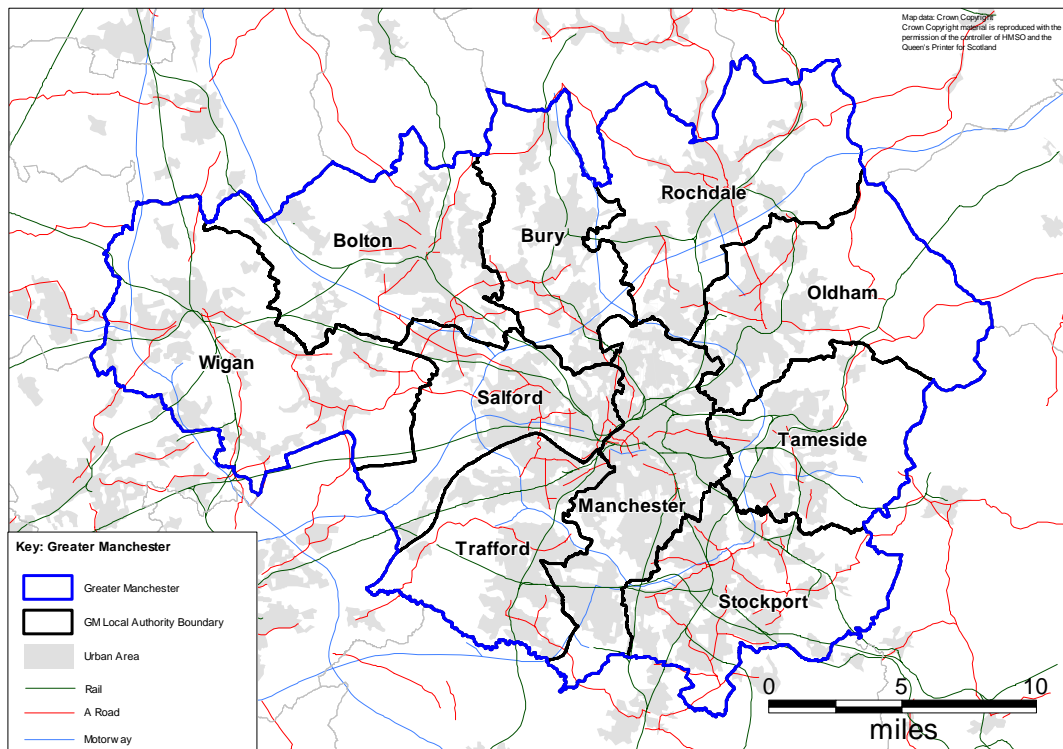 Map data: Crown Copyright
Crown Copyright material is reproduced with the
permission of the controller of HMSO and the
Queen's Printer for Scotland
Rochdale
Bolton
Bury
Oldham
Wigan
Salford
Tameside
Manchester
Trafford
Stockport
Key: Greater Manchester
Greater Manchester
GM Local Authority Boundary
Urban Area
Rail
A Road
Motorway
0 5 10
miles